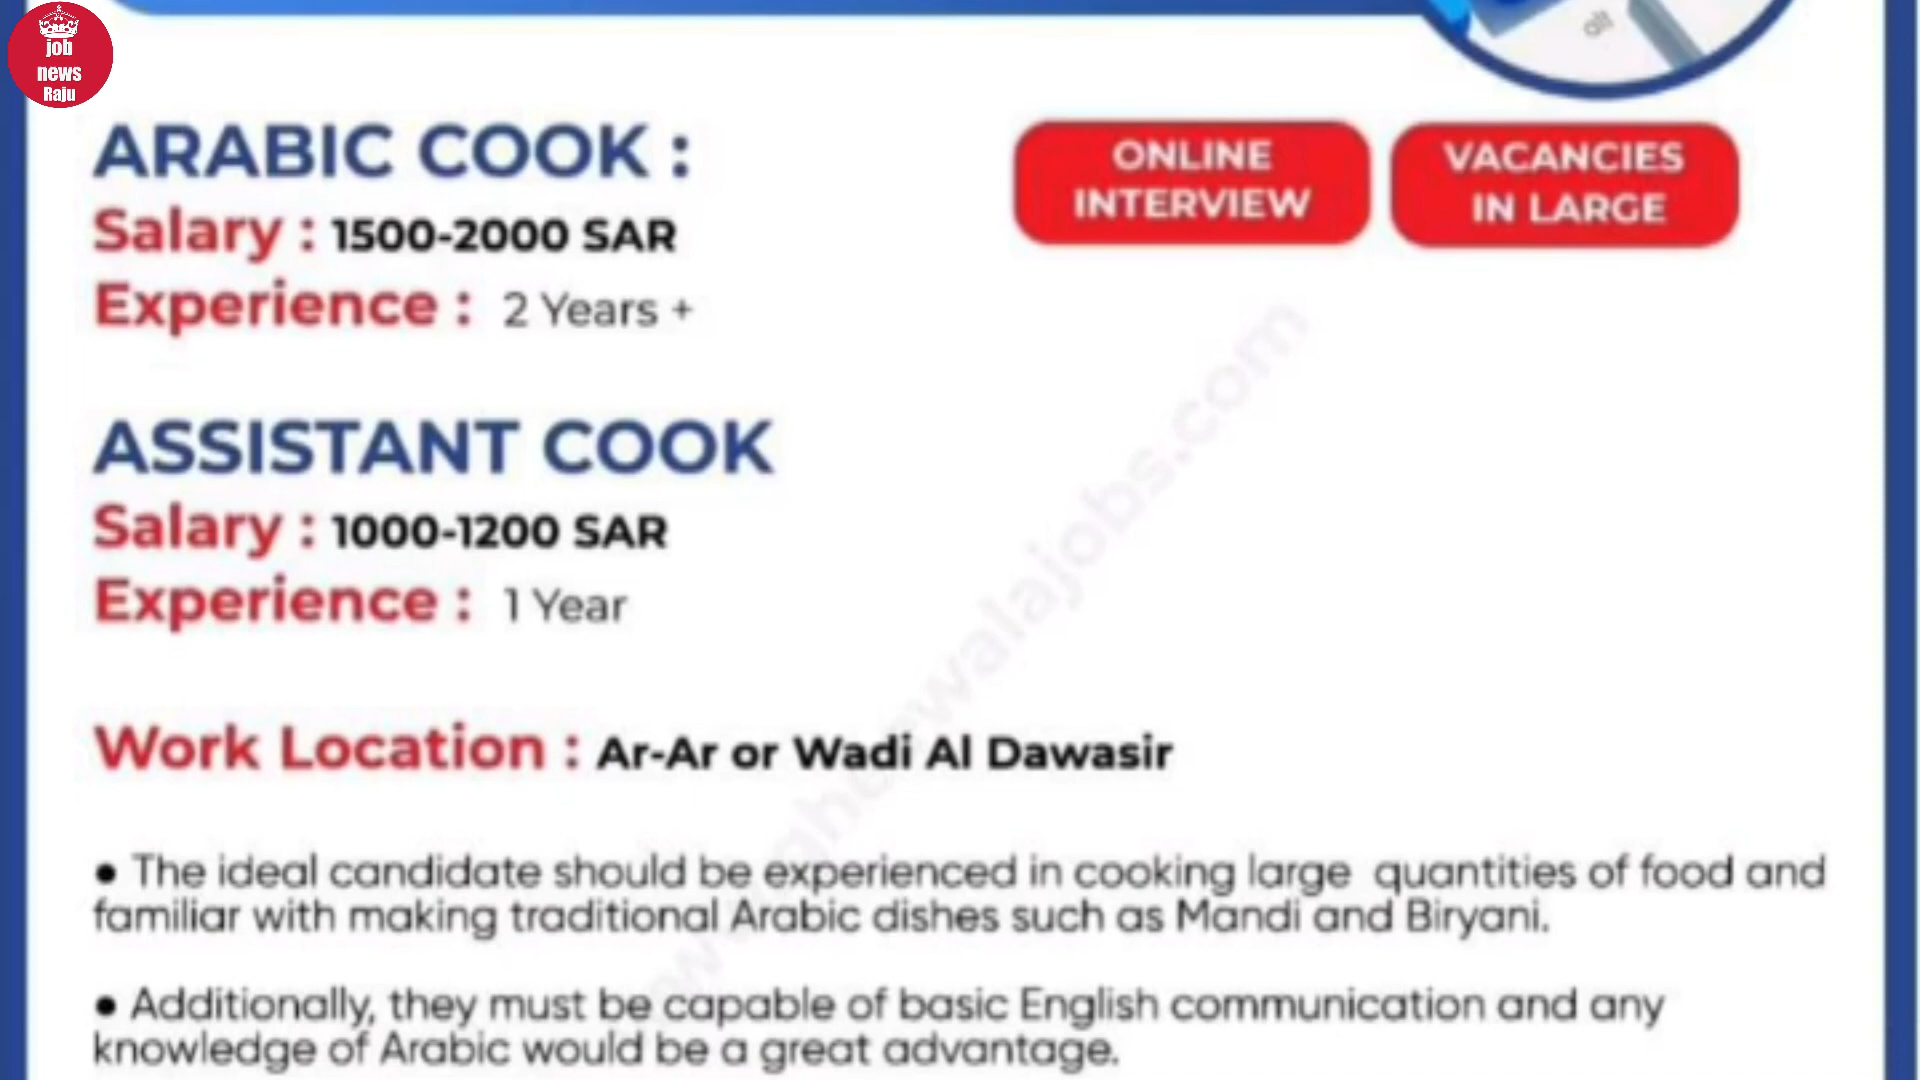 job
news
Raju
ARABIC COOK :
Salary : 1500-2000 SAR
Experience : 2 Years +
ONLINE
INTERVIEW
VACANCIES
IN LARGE
ASSISTANT COOK
Salary : 1000-1200 SAR
Experience : 1 Year
Work Location : Ar-Ar or Wadi Al Dawasir
● The ideal candidate should be experienced in cooking large quantities of food and
familiar with making traditional Arabic dishes such as Mandi and Biryani.
● Additionally, they must be capable of basic English communication and any
knowledge of Arabic would be a great advantage.
alt